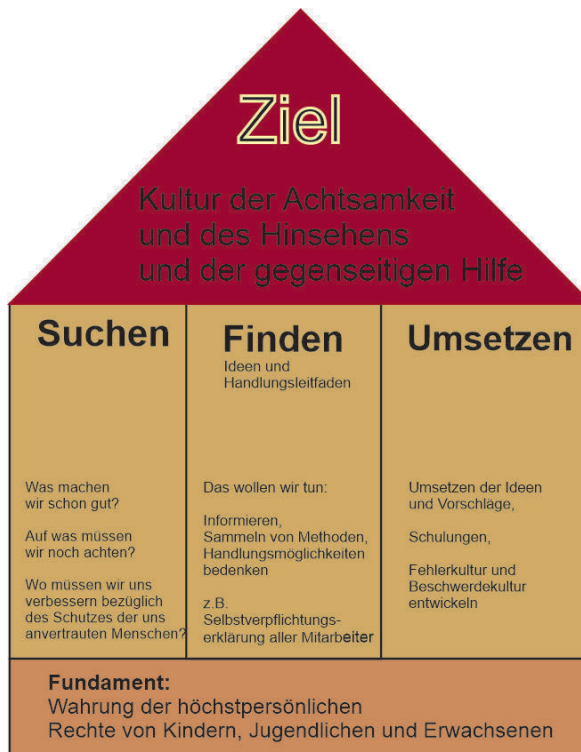 Ziel
Kultur der Achtsamkeit
und des Hinsehens
und der gegenseitigen Hilfe
Suchen
Was machen
wir schon gut?
Auf was müssen
wir noch achten?
Wo müssen wir uns
verbessern bezüglich
des Schutzes der uns
anvertrauten Menschen?
Finden
Ideen und
Handlungsleitfaden
Das wollen wir tun:
Informieren,
Sammeln von Methoden,
Handlungsmöglichkeiten
bedenken
z.B.
Selbstverpflichtungs-
erklärung aller Mitarbeiter
Umsetzen
Umsetzen der Ideen
und Vorschläge,
Schulungen,
Fehlerkultur und
Beschwerdekultur
entwickeln
Fundament:
Wahrung der höchstpersönlichen
Rechte von Kindern, Jugendlichen und Erwachsenen